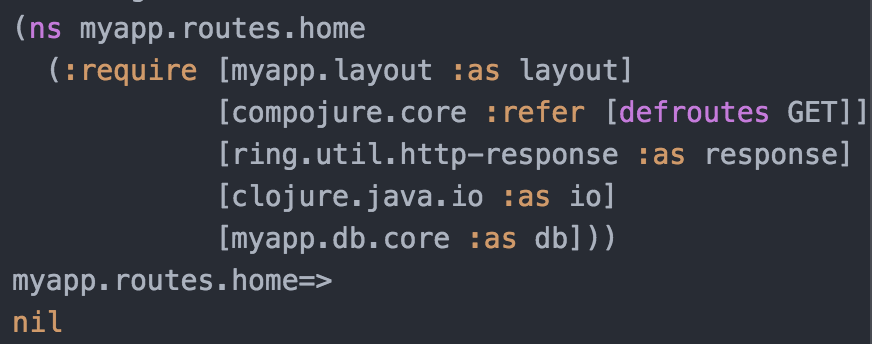 (ns myapp.routes.home
  (:require [myapp.layout :as layout]
            [compojure.core :refer [defroutes GET]]
            [ring.util.http-response :as response]
            [clojure.java.io :as io]
            [myapp.db.core :as db]))
myapp.routes.home=>
nil